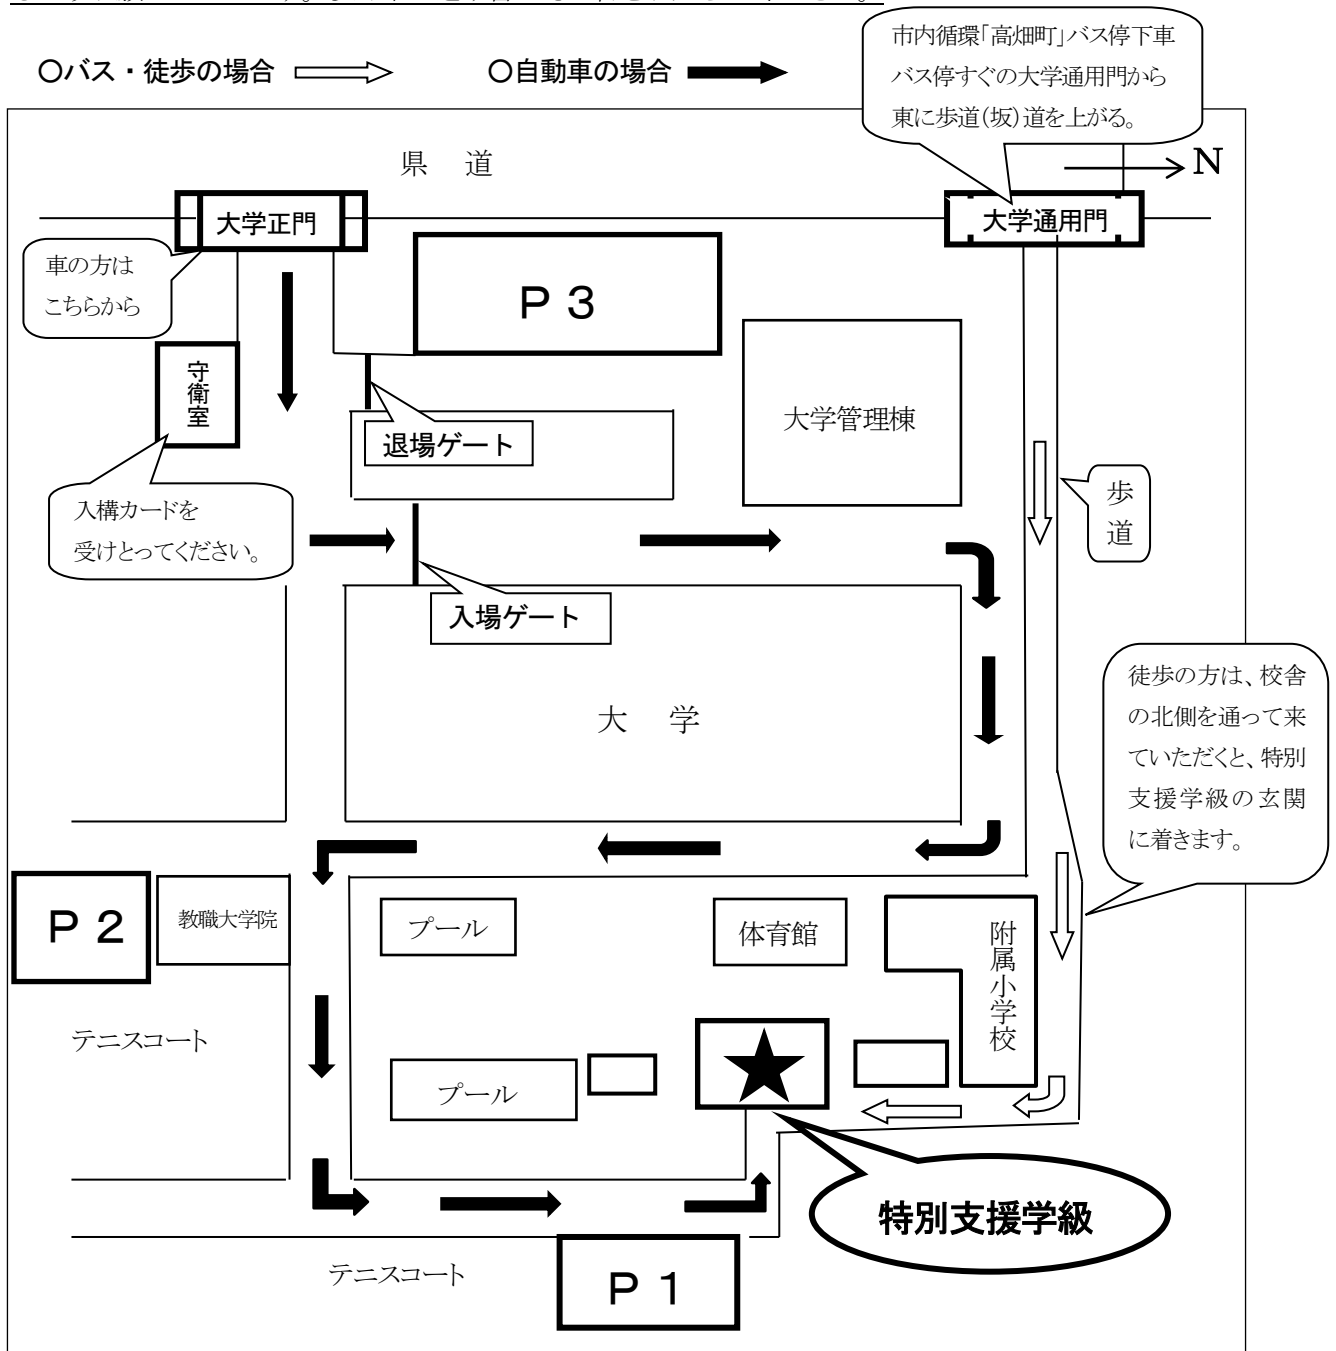 〇バス・徒歩の場合
〇自動車の場合
市内循環「高畑町」バス停下車
バス停すぐの大学通用門から
東に歩道(坂)道を上がる。
県 道
N
大学正門
大学通用門
車の方は
こちらから
P 3
守衛室
退場ゲート
大学管理棟
入構カードを
受けとってください。
歩道
入場ゲート
徒歩の方は、校舎
の北側を通って来
ていただくと、特別
支援学級の玄関
に着きます。
大 学
P 2
教職大学院
プール
体育館
附属小学校
テニスコート
プール
特別支援学級
テニスコート
P 1